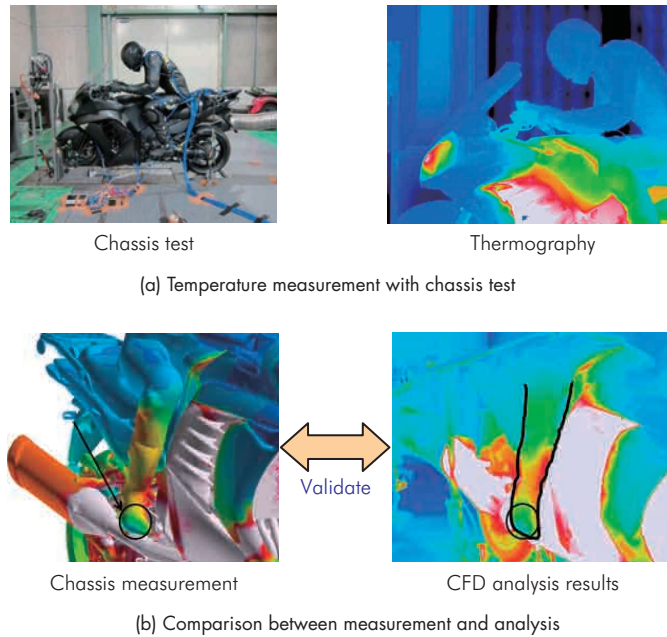 Chassis test
Thermography
(a) Temperature measurement with chassis test
Validate
Chassis measurement
CFD analysis results
(b) Comparison between measurement and analysis